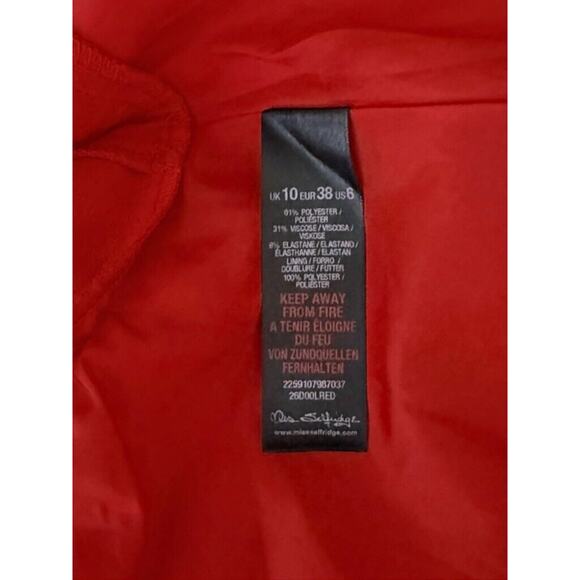 UK 10 EUR 38 US 6
61% POLYESTER /
POLIÉSTER
31% VISCOSE / VISCOSA /
VISKOSE
8% ELASTANE / ELASTANO /
ÉLASTHANNE / ELASTAN
LINING / FORRO /
DOUBLURE / FUTTER
100% POLYESTER /
POLIÉSTER
KEEP AWAY
FROM FIRE
A TENIR ÉLOIGNE
DU FEU
VON ZUNDQUELLEN
FERNHALTEN
2259107987037
26D00LRED
Miss Selfridge
www.missselfridge.com